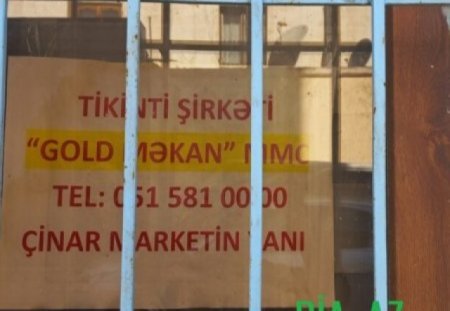 TİKİNTİ ŞİRKƏTİ
“GOLD MƏKAN” MMC
TEL: 051 581 00 00
ÇİNAR MARKETİN YANI